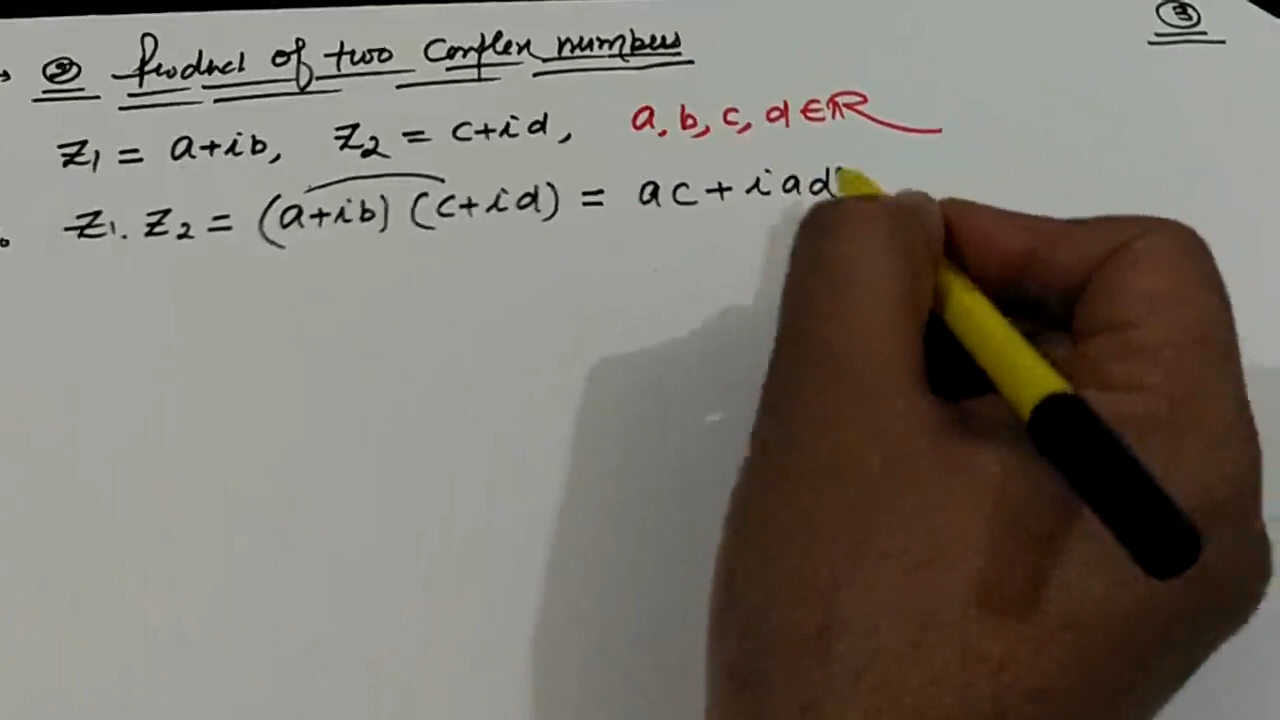 ③
② Product of two Complex numbers
z₁ = a+ib, z₂ = c+id, a, b, c, d ∈ ℝ
z₁. z₂ = (a+ib) (c+id) = ac + iad